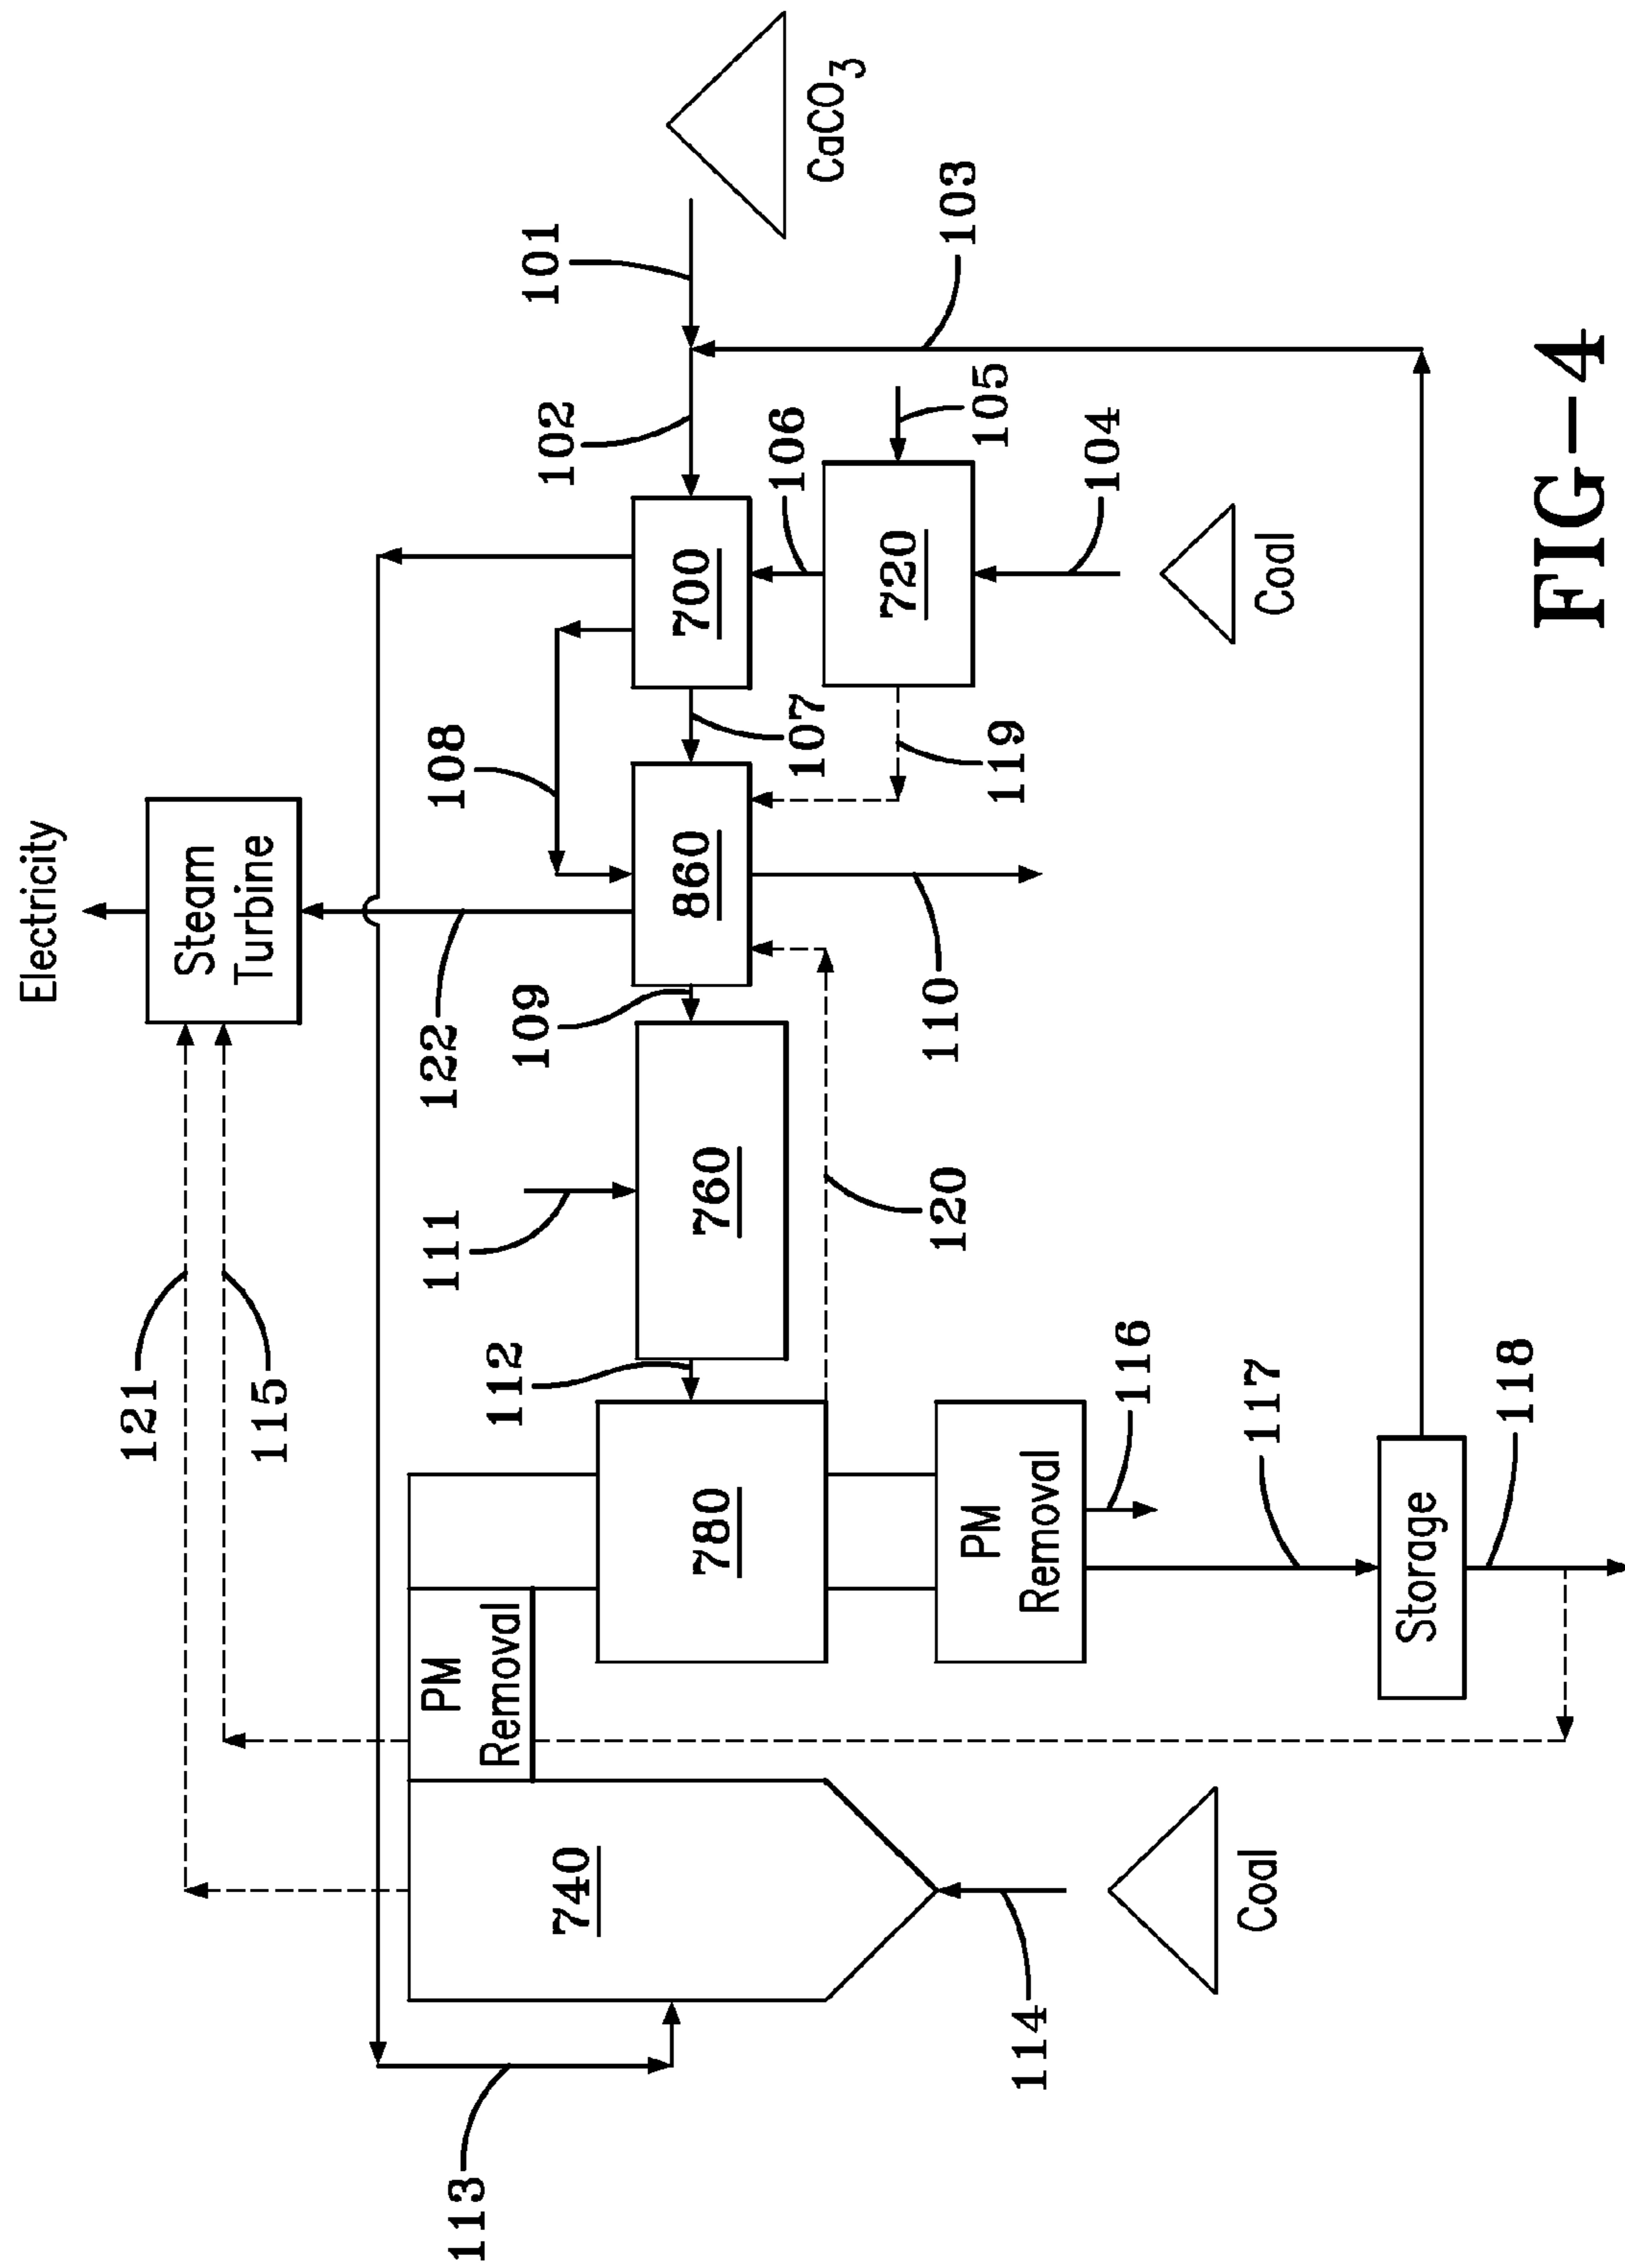 Electricity
121
Steam
Turbine
115
113
PM
Removal
122
111
108
112
109
102
101
740
780
760
860
700
107
106
CaCO₃
720
120
110
103
119
105
PM
Removal
114
104
116
Coal
117
Coal
Storage
118
FIG-4